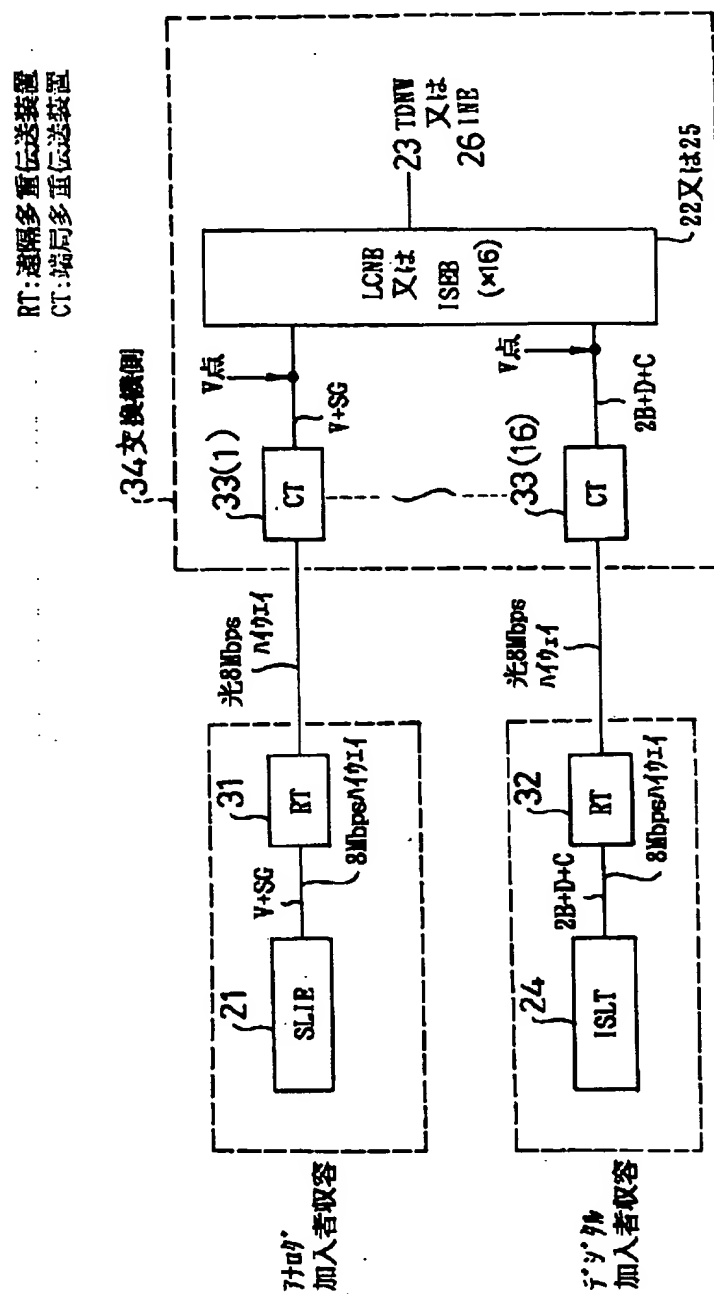 RT:遠隔多重伝送装置
CT:端局多重伝送装置
34交換機側
アナログ
加入者収容
21
SLIE
V+SG
8Mbpsハイウェイ
31
RT
光8Mbps
ハイウェイ
33(1)
CT
V+SG
V点
LCNB
又は
ISEB
(×16)
23 TDNW
又は
26 INE
22又は25
デジタル
加入者収容
24
ISLT
2B+D+C
8Mbpsハイウェイ
32
RT
光8Mbps
ハイウェイ
33(16)
CT
2B+D+C
V点